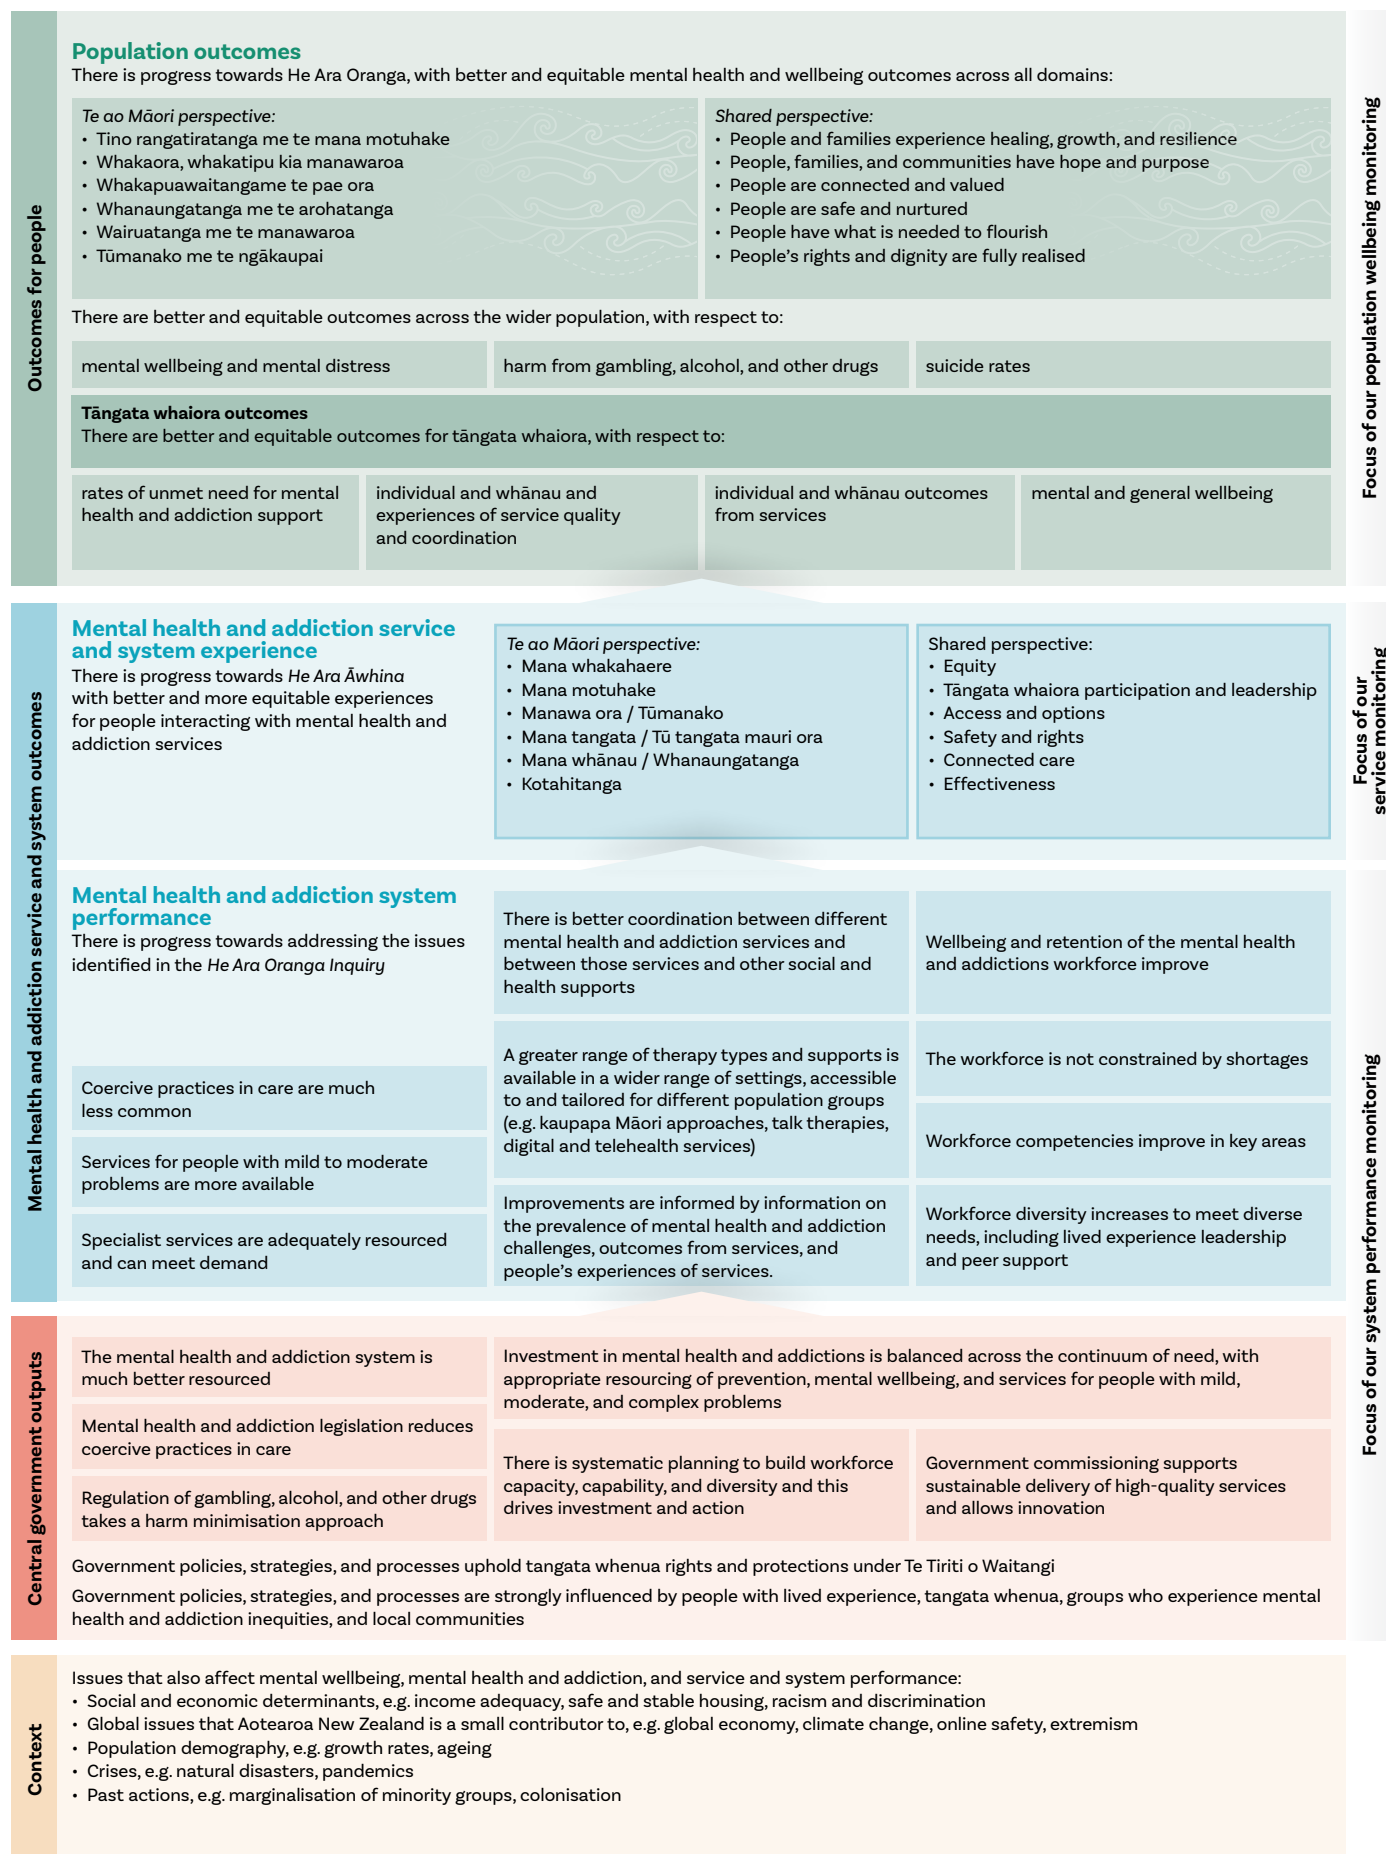 Outcomes for people
Population outcomes
There is progress towards He Ara Oranga, with better and equitable mental health and wellbeing outcomes across all domains:
Te ao Māori perspective:
• Tino rangatiratanga me te mana motuhake
• Whakaora, whakatipu kia manawaroa
• Whakapuawaitangame te pae ora
• Whanaungatanga me te arohatanga
• Wairuatanga me te manawaroa
• Tūmanako me te ngākaupai
Shared perspective:
• People and families experience healing, growth, and resilience
• People, families, and communities have hope and purpose
• People are connected and valued
• People are safe and nurtured
• People have what is needed to flourish
• People’s rights and dignity are fully realised
There are better and equitable outcomes across the wider population, with respect to:
mental wellbeing and mental distress
harm from gambling, alcohol, and other drugs
suicide rates
Tāngata whaiora outcomes
There are better and equitable outcomes for tāngata whaiora, with respect to:
rates of unmet need for mental
health and addiction support
individual and whānau and
experiences of service quality
and coordination
individual and whānau outcomes
from services
mental and general wellbeing
Focus of our population wellbeing monitoring
Mental health and addiction service and system outcomes
Mental health and addiction service
and system experience
There is progress towards He Ara Āwhina
with better and more equitable experiences
for people interacting with mental health and
addiction services
Te ao Māori perspective:
• Mana whakahaere
• Mana motuhake
• Manawa ora / Tūmanako
• Mana tangata / Tū tangata mauri ora
• Mana whānau / Whanaungatanga
• Kotahitanga
Shared perspective:
• Equity
• Tāngata whaiora participation and leadership
• Access and options
• Safety and rights
• Connected care
• Effectiveness
Focus of our
service monitoring
Mental health and addiction system
performance
There is progress towards addressing the issues
identified in the He Ara Oranga Inquiry
Coercive practices in care are much
less common
Services for people with mild to moderate
problems are more available
Specialist services are adequately resourced
and can meet demand
There is better coordination between different
mental health and addiction services and
between those services and other social and
health supports
A greater range of therapy types and supports is
available in a wider range of settings, accessible
to and tailored for different population groups
(e.g. kaupapa Māori approaches, talk therapies,
digital and telehealth services)
Improvements are informed by information on
the prevalence of mental health and addiction
challenges, outcomes from services, and
people’s experiences of services.
Wellbeing and retention of the mental health
and addictions workforce improve
The workforce is not constrained by shortages
Workforce competencies improve in key areas
Workforce diversity increases to meet diverse
needs, including lived experience leadership
and peer support
Focus of our system performance monitoring
Central government outputs
The mental health and addiction system is
much better resourced
Mental health and addiction legislation reduces
coercive practices in care
Regulation of gambling, alcohol, and other drugs
takes a harm minimisation approach
Investment in mental health and addictions is balanced across the continuum of need, with
appropriate resourcing of prevention, mental wellbeing, and services for people with mild,
moderate, and complex problems
There is systematic planning to build workforce
capacity, capability, and diversity and this
drives investment and action
Government commissioning supports
sustainable delivery of high-quality services
and allows innovation
Government policies, strategies, and processes uphold tangata whenua rights and protections under Te Tiriti o Waitangi
Government policies, strategies, and processes are strongly influenced by people with lived experience, tangata whenua, groups who experience mental
health and addiction inequities, and local communities
Context
Issues that also affect mental wellbeing, mental health and addiction, and service and system performance:
• Social and economic determinants, e.g. income adequacy, safe and stable housing, racism and discrimination
• Global issues that Aotearoa New Zealand is a small contributor to, e.g. global economy, climate change, online safety, extremism
• Population demography, e.g. growth rates, ageing
• Crises, e.g. natural disasters, pandemics
• Past actions, e.g. marginalisation of minority groups, colonisation